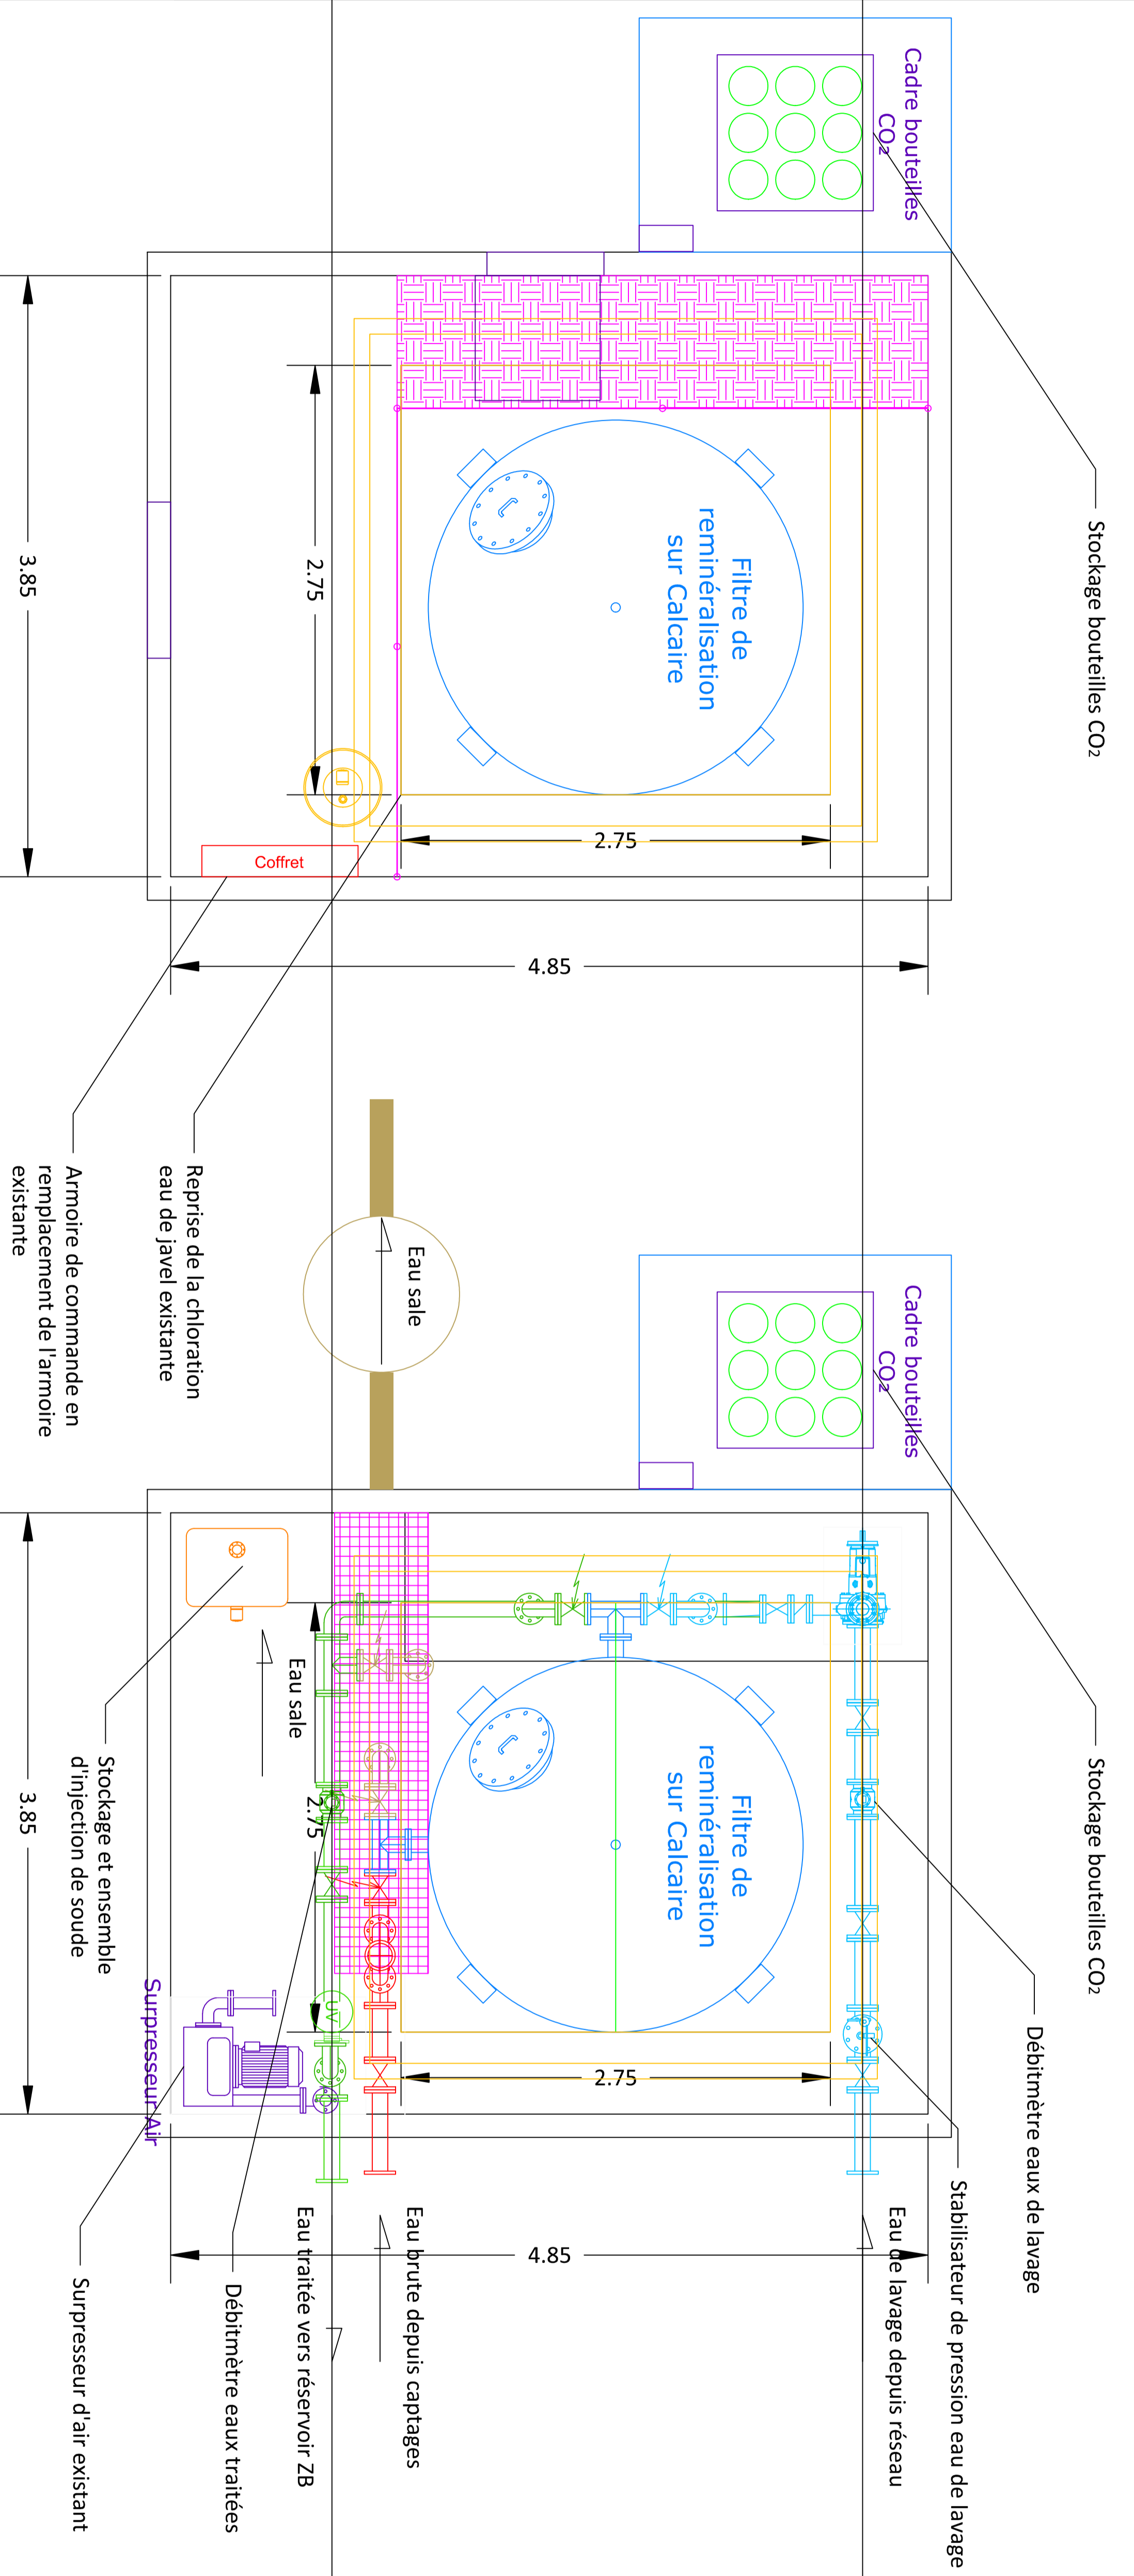 Cadre bouteilles
CO₂
Stockage bouteilles CO₂
Filtre de
reminéralisation
sur Calcaire
2.75
3.85
2.75
Coffret
4.85
Reprise de la chloration
eau de javel existante
Armoire de commande en
remplacement de l'armoire
existante
Eau sale
Cadre bouteilles
CO₂
Stockage bouteilles CO₂
Eau sale
Filtre de
reminéralisation
sur Calcaire
2.75
3.85
Stockage et ensemble
d'injection de soude
UV
Surpresseur Air
2.75
4.85
Débitmètre eaux de lavage
Stabilisateur de pression eau de lavage
Eau de lavage depuis réseau
Eau brute depuis captages
Eau traitée vers réservoir ZB
Débitmètre eaux traitées
Surpresseur d'air existant